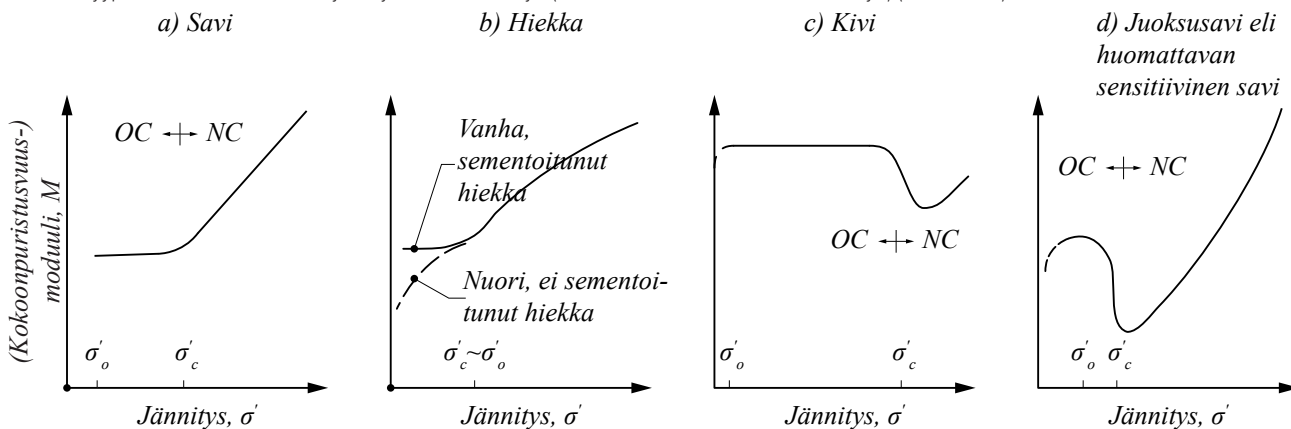 a) Savi
b) Hiekka
c) Kivi
d) Juoksusavi eli
huomattavan
sensitiivinen savi
(Kokoonpuristusvuus-)
moduuli, M
OC NC
σ'o
σ'c
Jännitys, σ'
Vanha,
sementoitunut
hiekka
Nuori, ei sementoi-
tunut hiekka
σ'c~σ'o
Jännitys, σ'
OC NC
σ'o
σ'c
Jännitys, σ'
OC NC
σ'o
σ'c
Jännitys, σ'